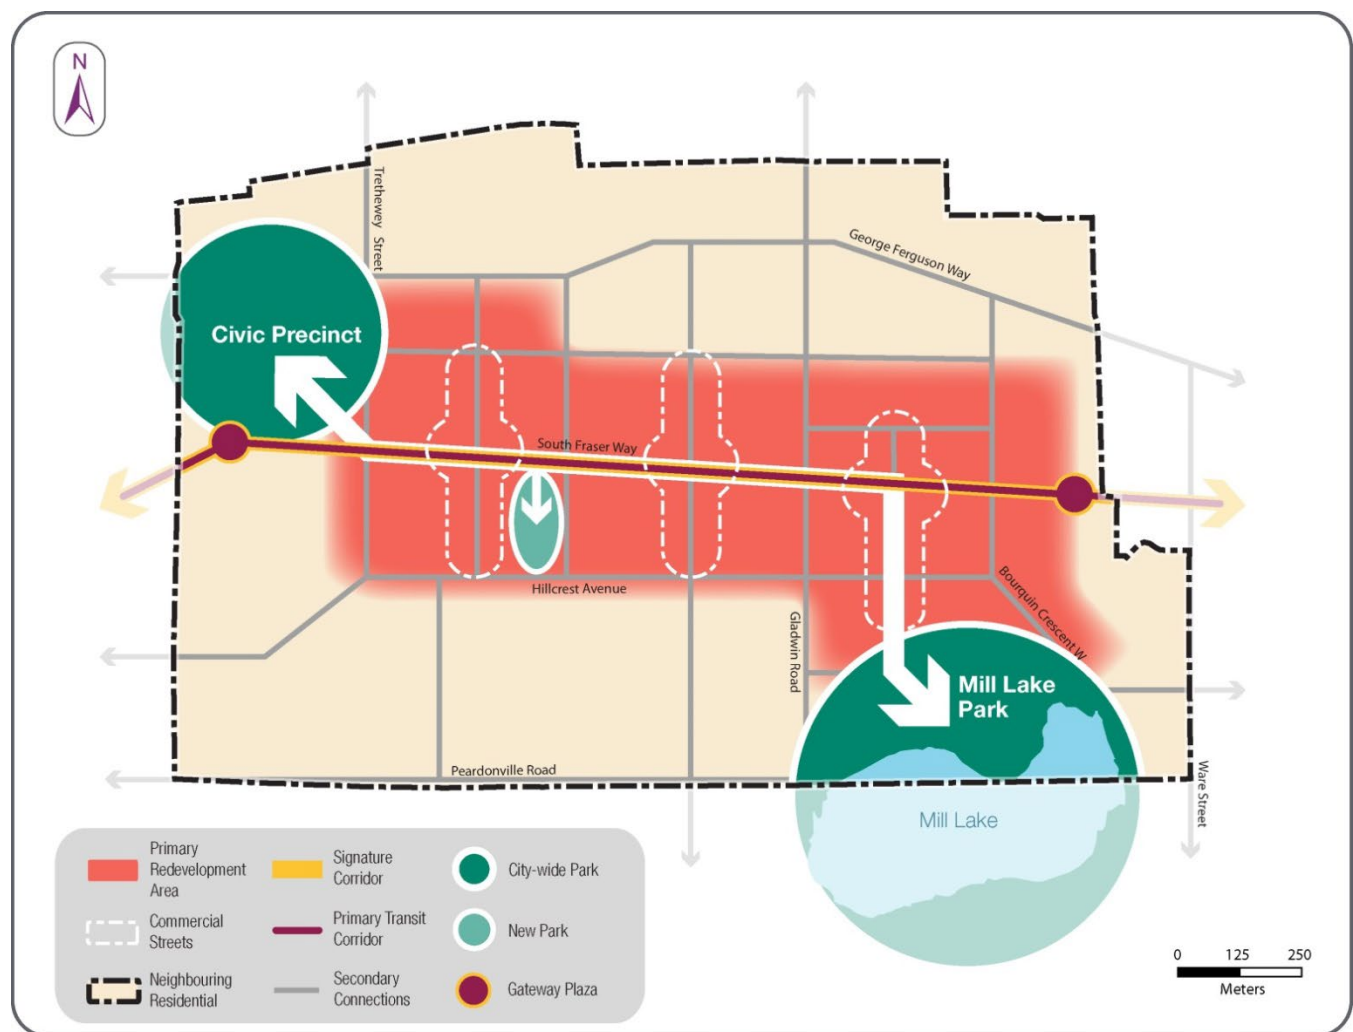 N
Trethewey Street
George Ferguson Way
Civic Precinct
South Fraser Way
Hillcrest Avenue
Bourquin Crescent W
Gladwin Road
Mill Lake
Park
Peardonville Road
Ware Street
Mill Lake
Primary
Redevelopment
Area
Signature
Corridor
City-wide Park
Commercial
Streets
Primary Transit
Corridor
New Park
Neighbouring
Residential
Secondary
Connections
Gateway Plaza
0 125 250
Meters